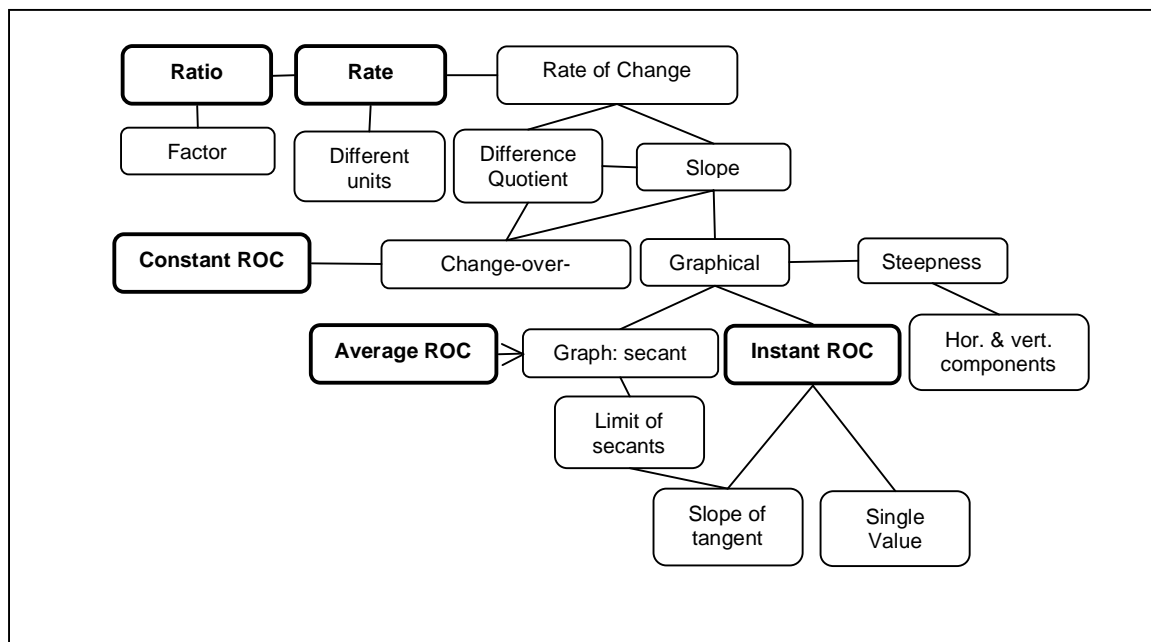 Ratio
Rate
Rate of Change
Factor
Different
units
Difference
Quotient
Slope
Constant ROC
Change-over-
Graphical
Steepness
Average ROC
Graph: secant
Instant ROC
Hor. & vert.
components
Limit of
secants
Slope of
tangent
Single
Value